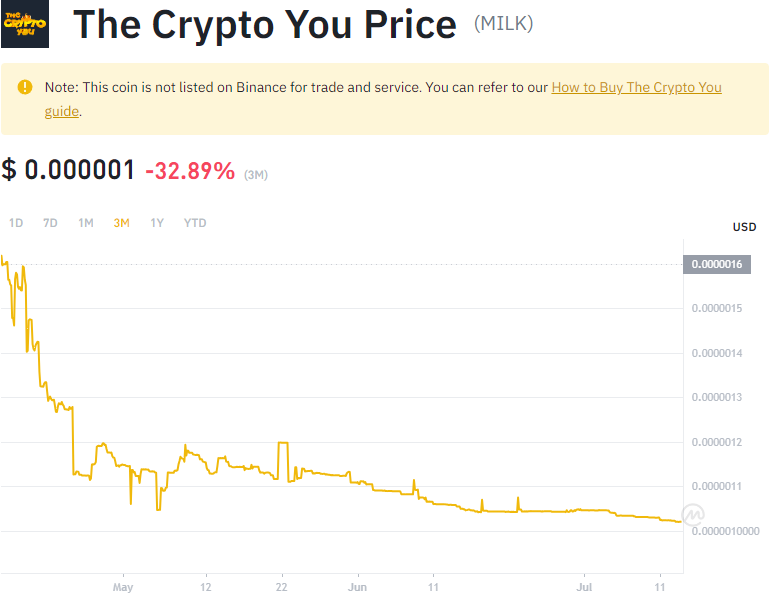 THE
CRYPTO
YOU
The Crypto You Price (MILK)
Note: This coin is not listed on Binance for trade and service. You can refer to our How to Buy The Crypto You
guide.
$ 0.000001 -32.89% (3M)
1D 7D 1M 3M 1Y YTD
USD
0.0000016
0.0000015
0.0000014
0.0000013
0.0000012
0.0000011
0.0000010000
May 12 22 Jun 11 Jul 11